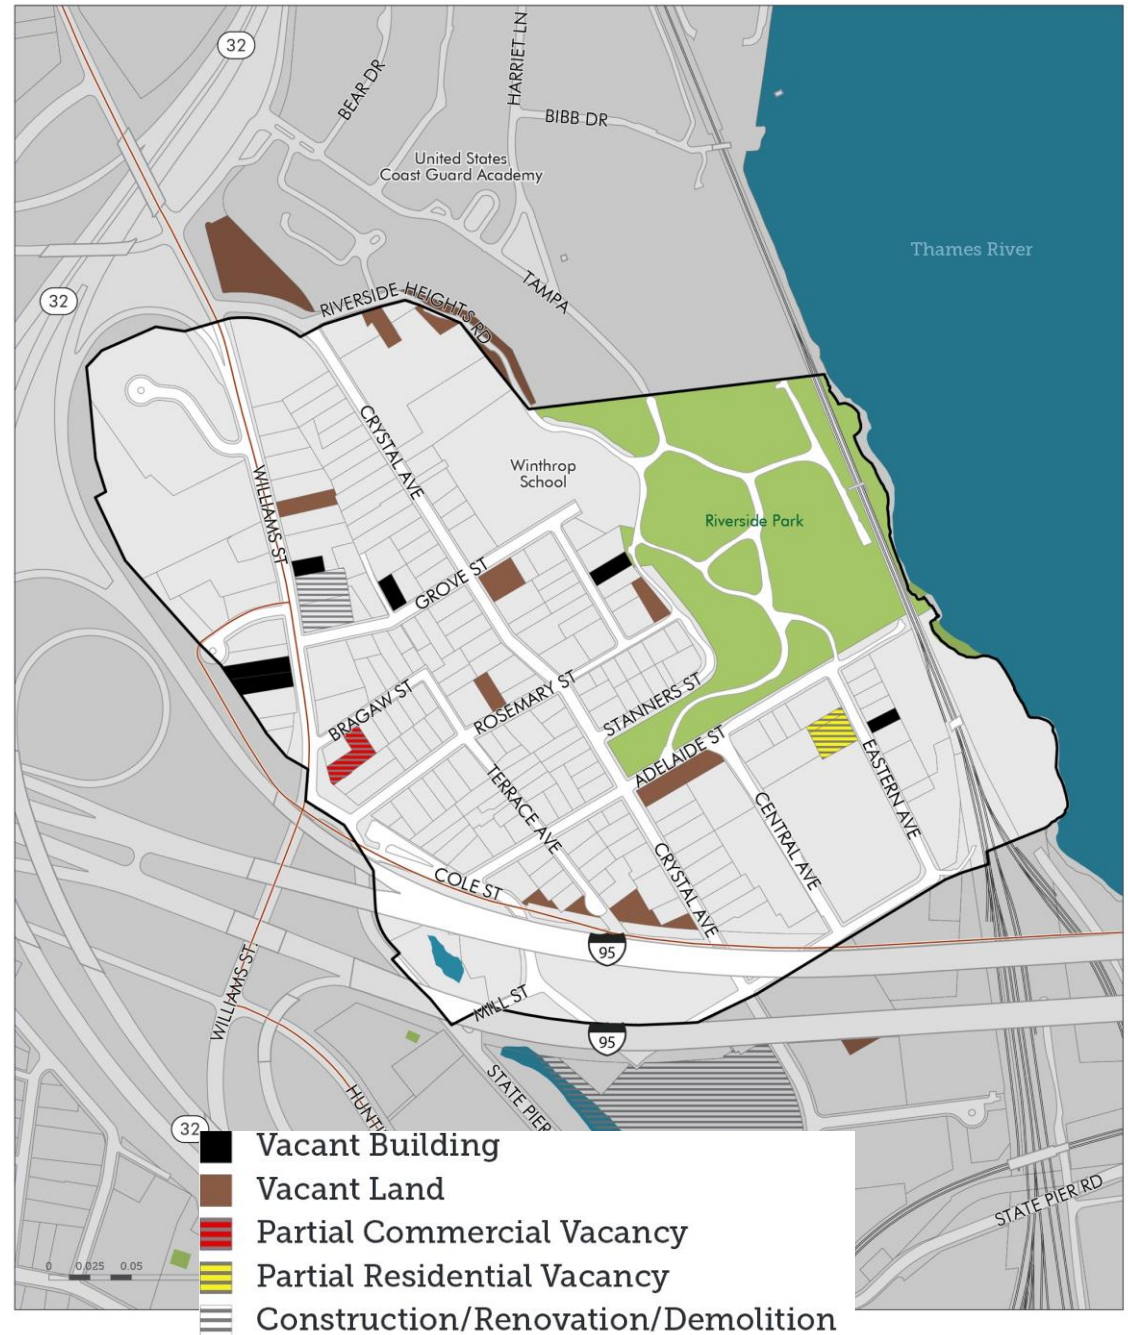 32
BEAR DR
HARRIET LN
BIBB DR
United States
Coast Guard Academy
Thames River
32
TAMPA
RIVERSIDE HEIGHTS RD
CRYSTAL AVE
WILLIAMS ST
Winthrop
School
Riverside Park
GROVE ST
BRAGAW ST
ROSEMARY ST
STANNERS ST
ADELAIDE ST
TERRACE AVE
EASTERN AVE
CENTRAL AVE
CRYSTAL AVE
COLE ST
95
WILLIAMS ST.
MILL ST
95
STATE PIER
HUNTI
32
STATE PIER RD
0 0.025 0.05
Vacant Building
Vacant Land
Partial Commercial Vacancy
Partial Residential Vacancy
Construction/Renovation/Demolition